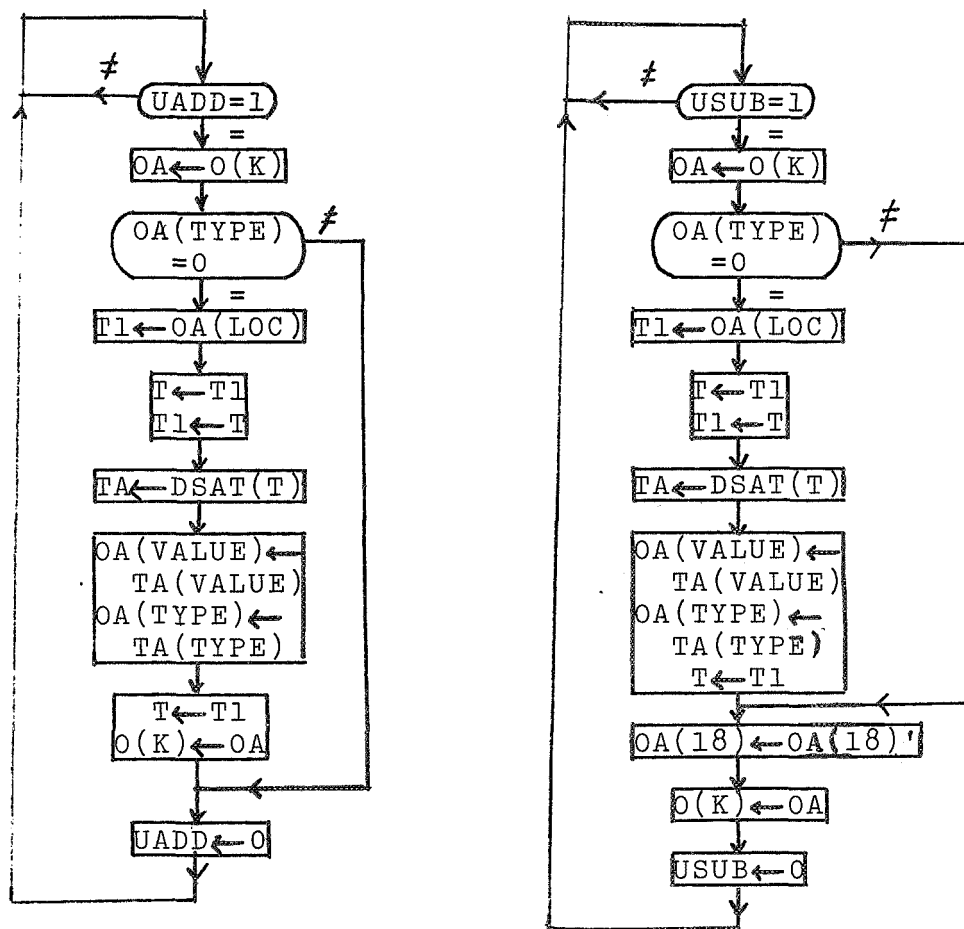 ≠
UADD=1
=
OA←O(K)
OA(TYPE)
=0
≠
=
T1←OA(LOC)
T←T1
T1←T
TA←DSAT(T)
OA(VALUE)←
TA(VALUE)
OA(TYPE)←
TA(TYPE)
T←T1
O(K)←OA
UADD←0
≠
USUB=1
=
OA←O(K)
OA(TYPE)
=0
≠
=
T1←OA(LOC)
T←T1
T1←T
TA←DSAT(T)
OA(VALUE)←
TA(VALUE)
OA(TYPE)←
TA(TYPE)
T←T1
OA(18)←OA(18)'
O(K)←OA
USUB←0